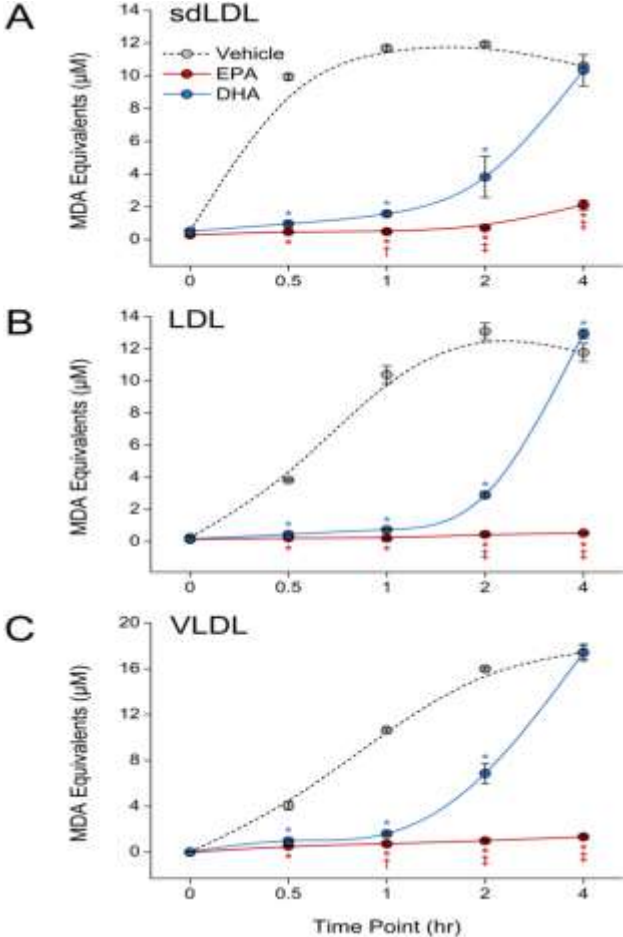 A
sdLDL
14
12
10
8
6
4
2
0
Vehicle
EPA
DHA
MDA Equivalents (µM)
* * *
* * * *
† ‡ ‡
0 0.5 1 2 4
B
LDL
14
12
10
8
6
4
2
0
MDA Equivalents (µM)
* * * *
* * * *
‡ ‡
0 0.5 1 2 4
C
VLDL
20
16
12
8
4
0
MDA Equivalents (µM)
* * *
* * * *
† ‡ ‡
0 0.5 1 2 4
Time Point (hr)